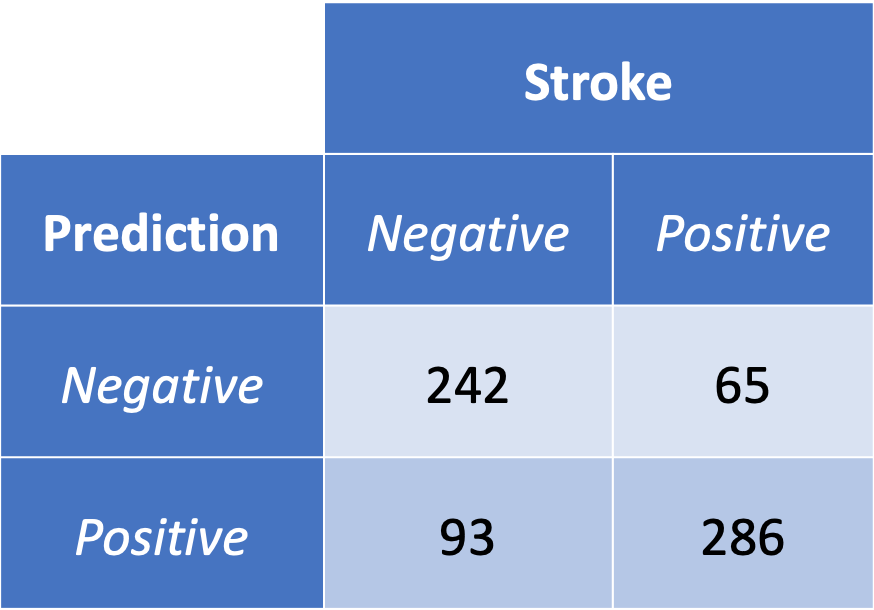 Stroke
Prediction Negative Positive
Negative 242 65
Positive 93 286